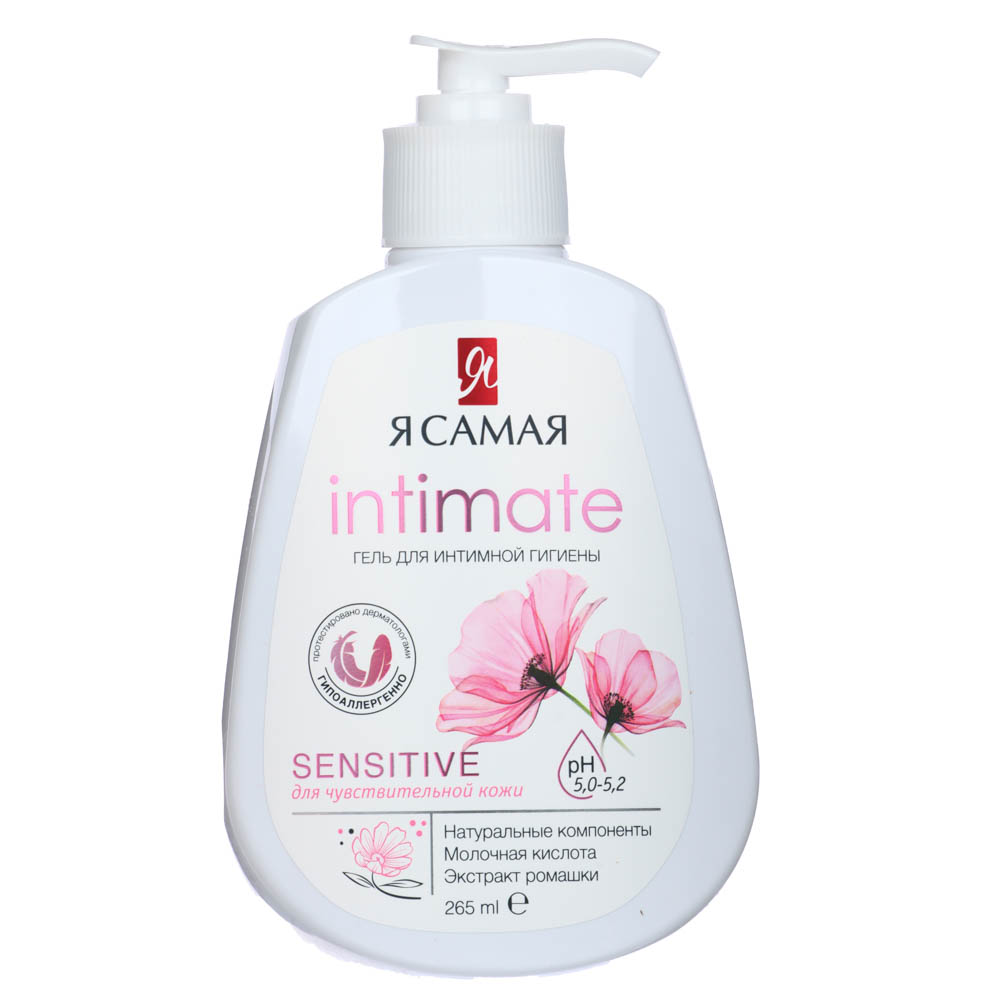 Я
Я САМАЯ
intimate
ГЕЛЬ ДЛЯ ИНТИМНОЙ ГИГИЕНЫ
протестировано дерматологами
ГИПОАЛЛЕРГЕННО
SENSITIVE
для чувствительной кожи
pH
5,0-5,2
Натуральные компоненты
Молочная кислота
Экстракт ромашки
265 ml ℮